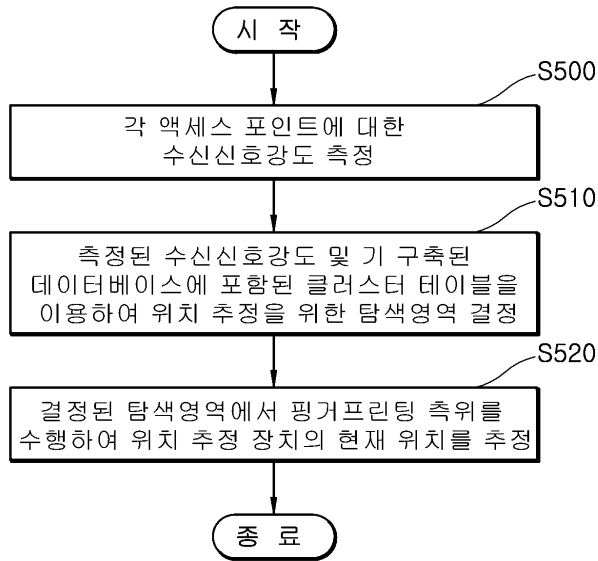 시 작
S500
각 액세스 포인트에 대한
수신신호강도 측정
S510
측정된 수신신호강도 및 기 구축된
데이터베이스에 포함된 클러스터 테이블을
이용하여 위치 추정을 위한 탐색영역 결정
S520
결정된 탐색영역에서 핑거프린팅 측위를
수행하여 위치 추정 장치의 현재 위치를 추정
종 료